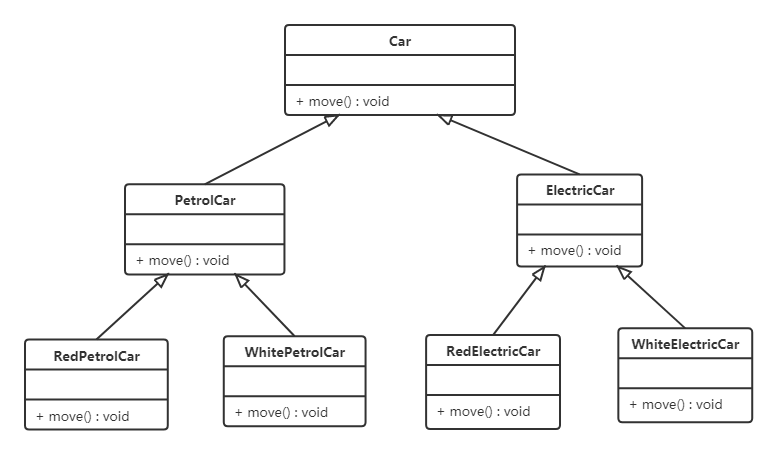 Car
+ move() : void
PetrolCar
+ move() : void
ElectricCar
+ move() : void
RedPetrolCar
+ move() : void
WhitePetrolCar
+ move() : void
RedElectricCar
+ move() : void
WhiteElectricCar
+ move() : void